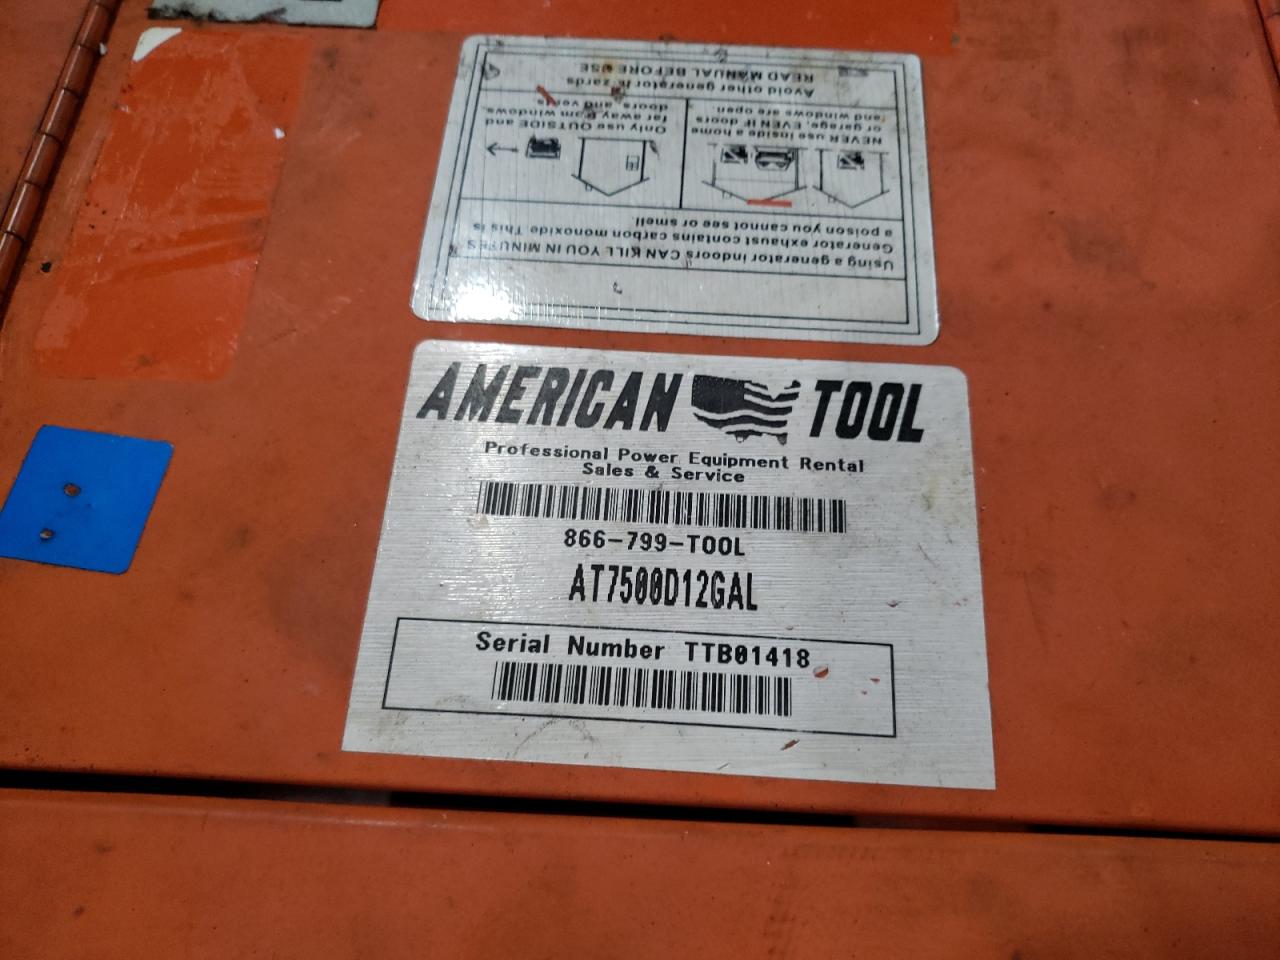 AMERICAN TOOL
Professional Power Equipment Rental
Sales & Service
866-799-TOOL
AT7500D12GAL
Serial Number TTB01418
Using a generator indoors CAN KILL YOU IN MINUTES
Generator exhaust contains carbon monoxide This is
a poison you cannot see or smell.
NEVER use inside a home
or garage, EVEN IF doors
and windows are open.
Only use OUTSIDE and
far away from windows.
doors and vents.
Avoid other generator
READ MANUAL BEFORE USE